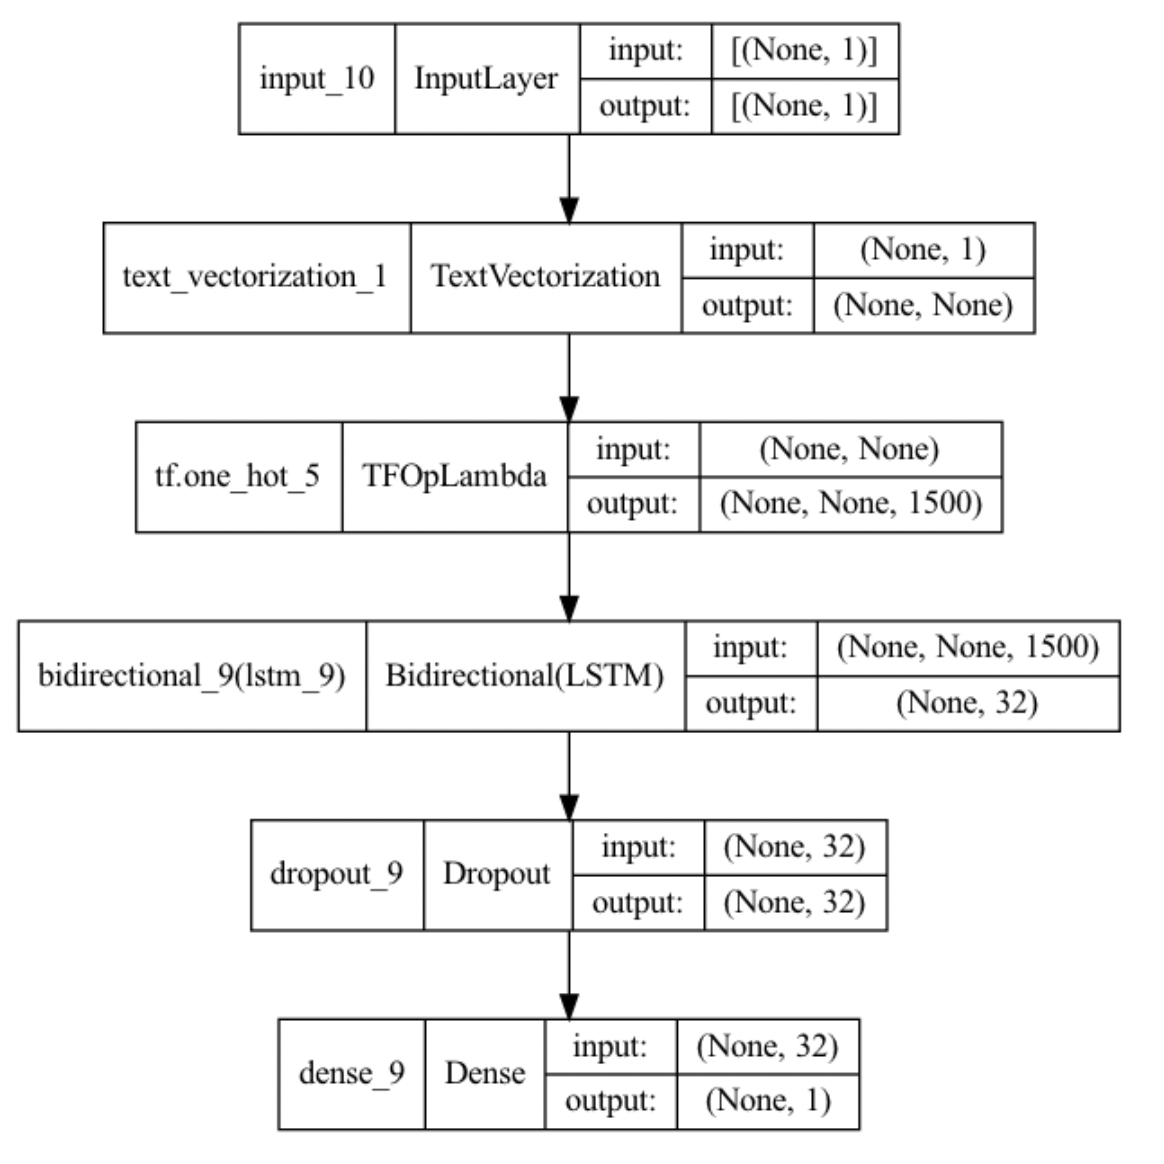 input_10 InputLayer input: [(None, 1)]
output: [(None, 1)]
text_vectorization_1 TextVectorization input: (None, 1)
output: (None, None)
tf.one_hot_5 TFOpLambda input: (None, None)
output: (None, None, 1500)
bidirectional_9(lstm_9) Bidirectional(LSTM) input: (None, None, 1500)
output: (None, 32)
dropout_9 Dropout input: (None, 32)
output: (None, 32)
dense_9 Dense input: (None, 32)
output: (None, 1)